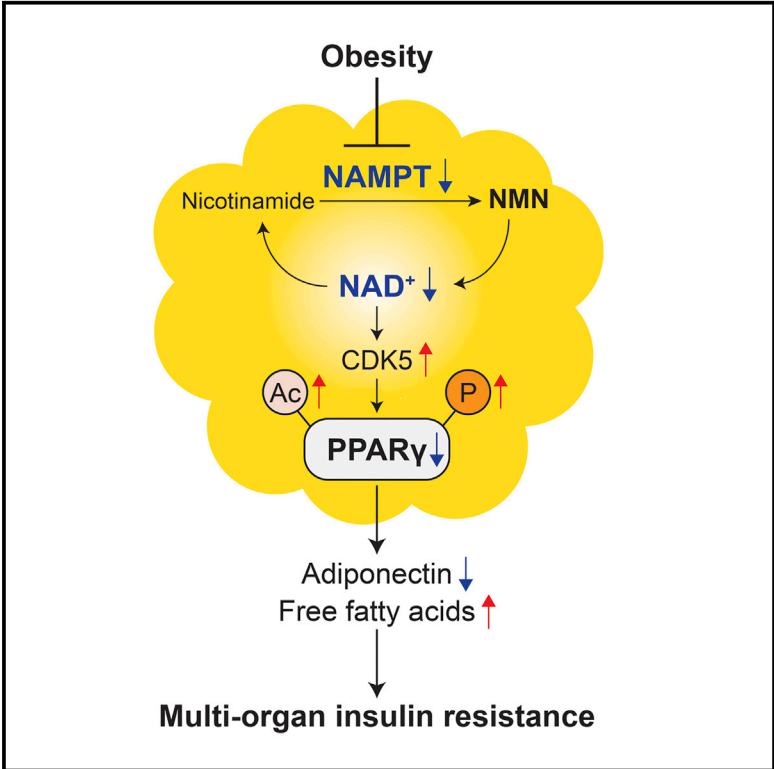 Obesity
NAMPT
Nicotinamide
NMN
NAD+
CDK5
Ac
P
PPARγ
Adiponectin
Free fatty acids
Multi-organ insulin resistance